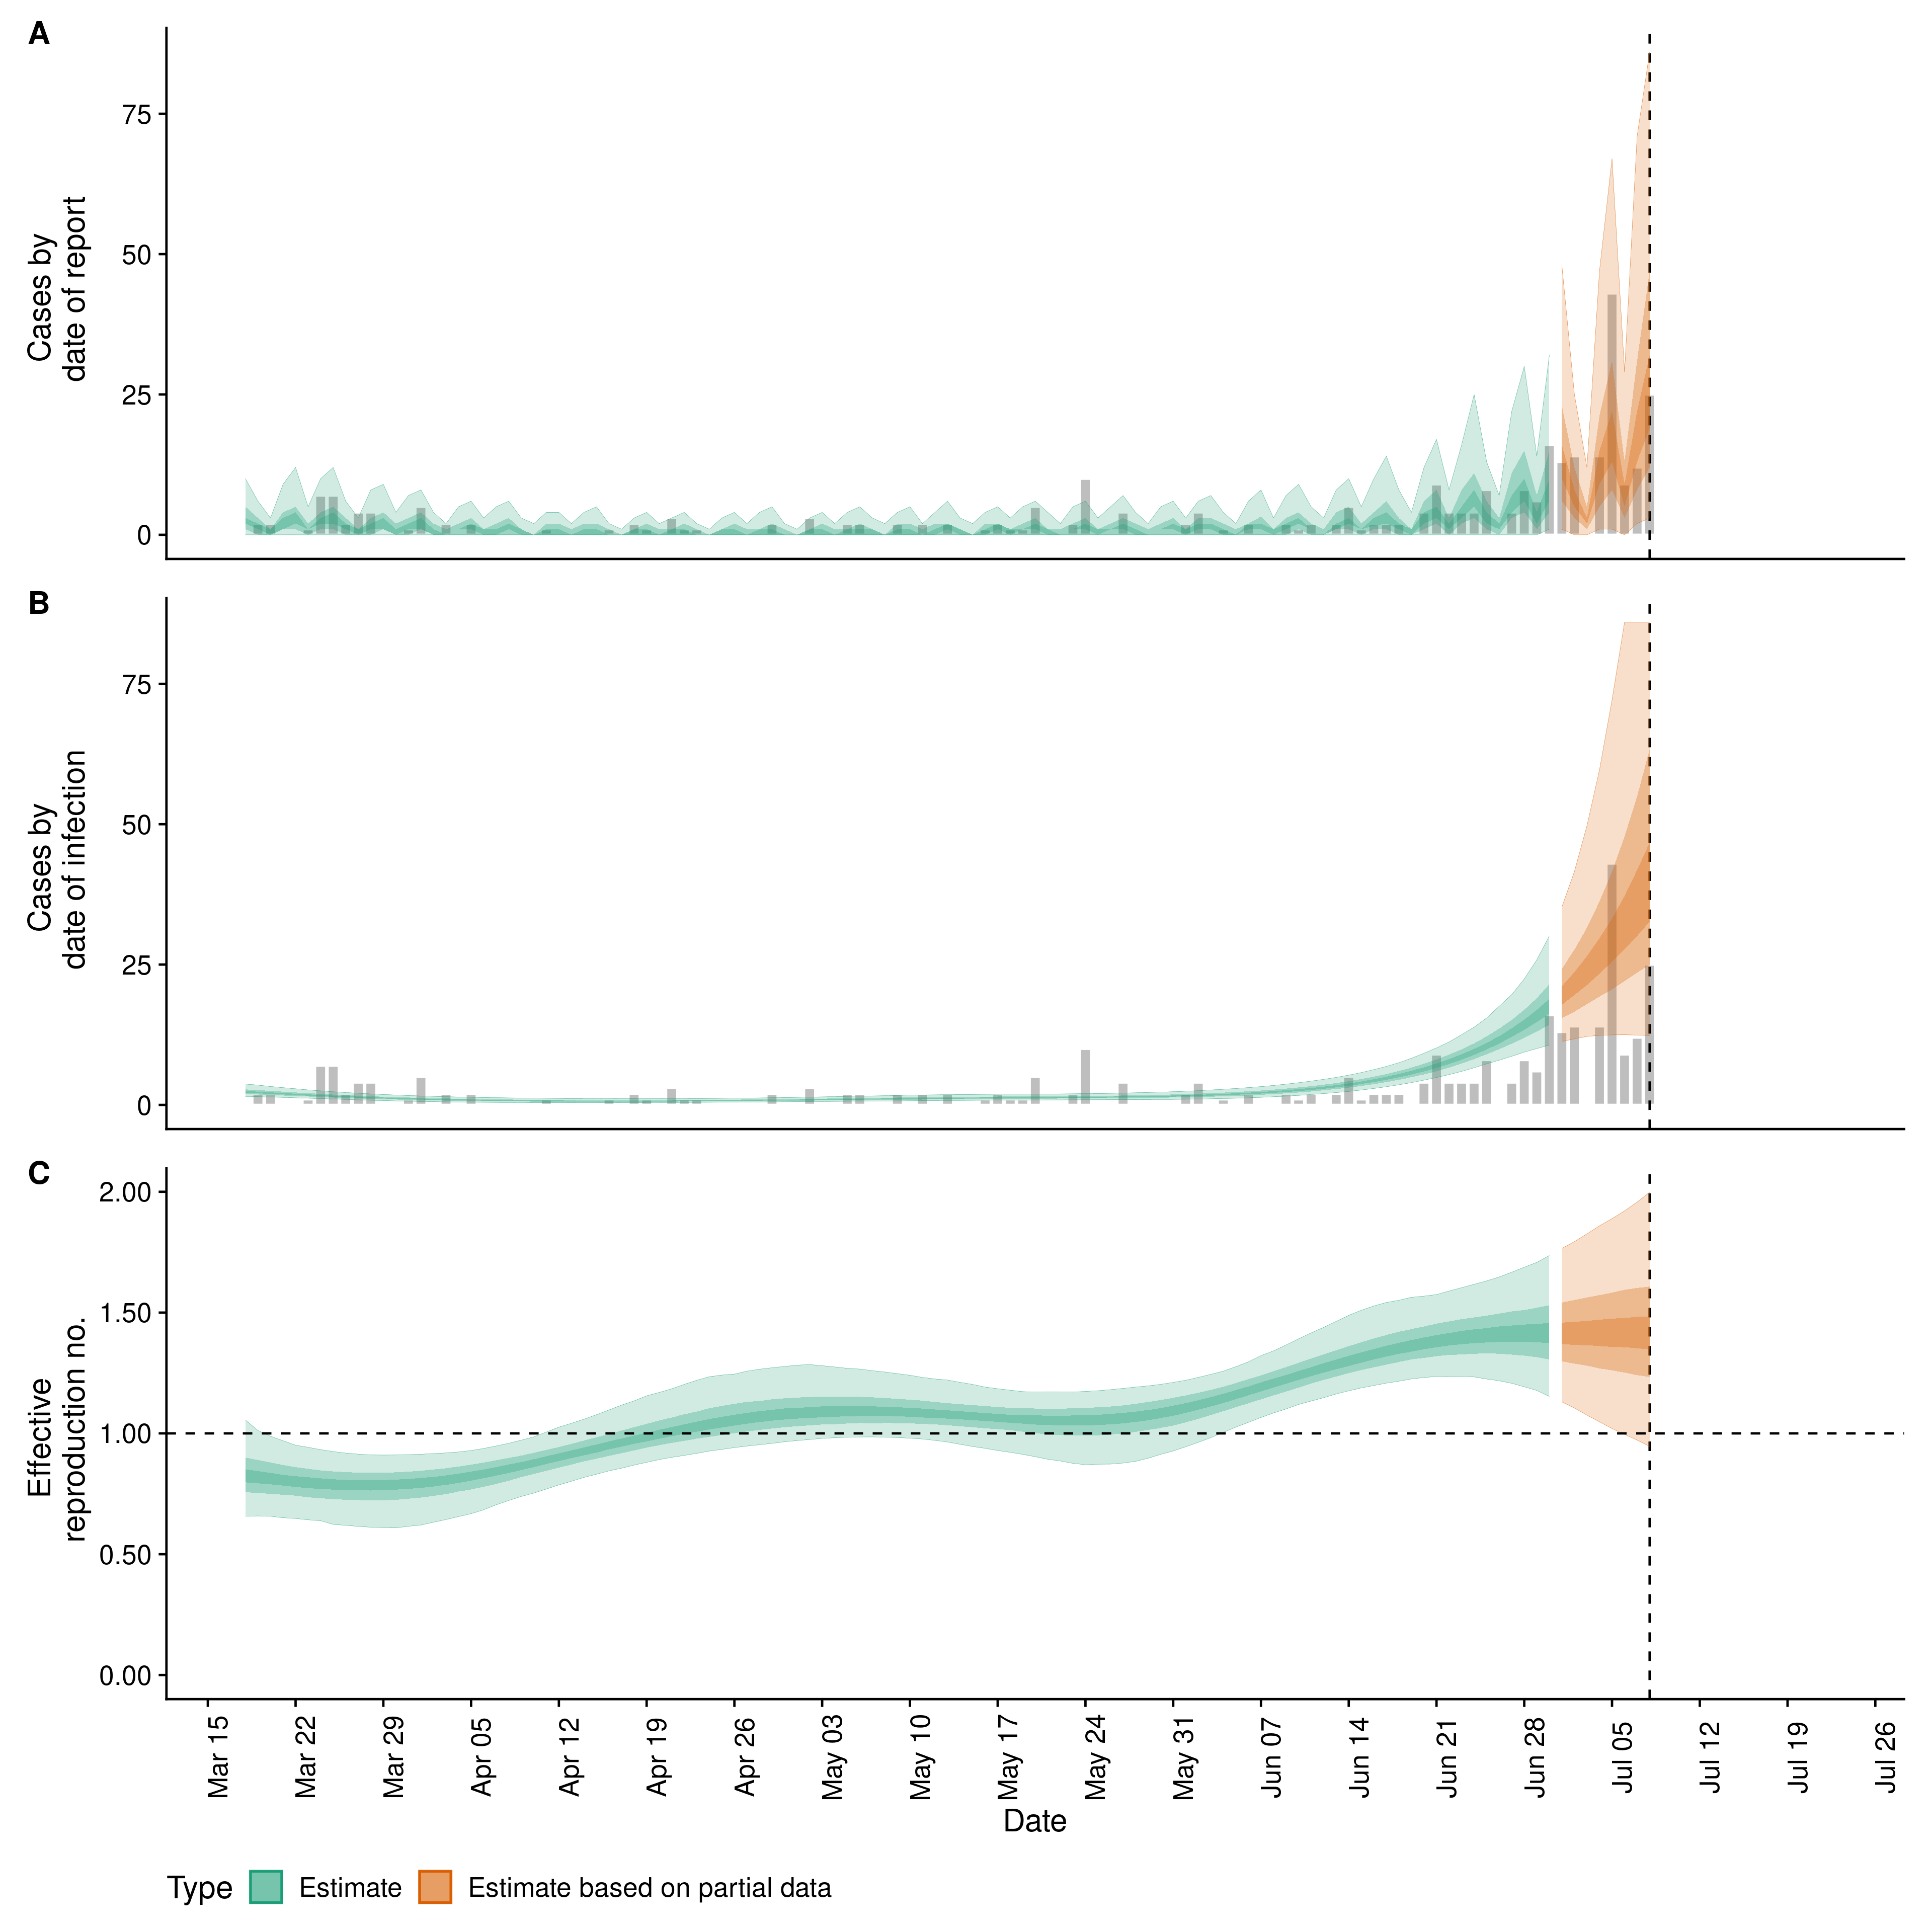 A
Cases by
date of report
75
50
25
0
B
Cases by
date of infection
75
50
25
0
C
Effective
reproduction no.
2.00
1.50
1.00
0.50
0.00
Mar 15
Mar 22
Mar 29
Apr 05
Apr 12
Apr 19
Apr 26
May 03
May 10
May 17
May 24
May 31
Jun 07
Jun 14
Jun 21
Jun 28
Jul 05
Jul 12
Jul 19
Jul 26
Date
Type Estimate Estimate based on partial data